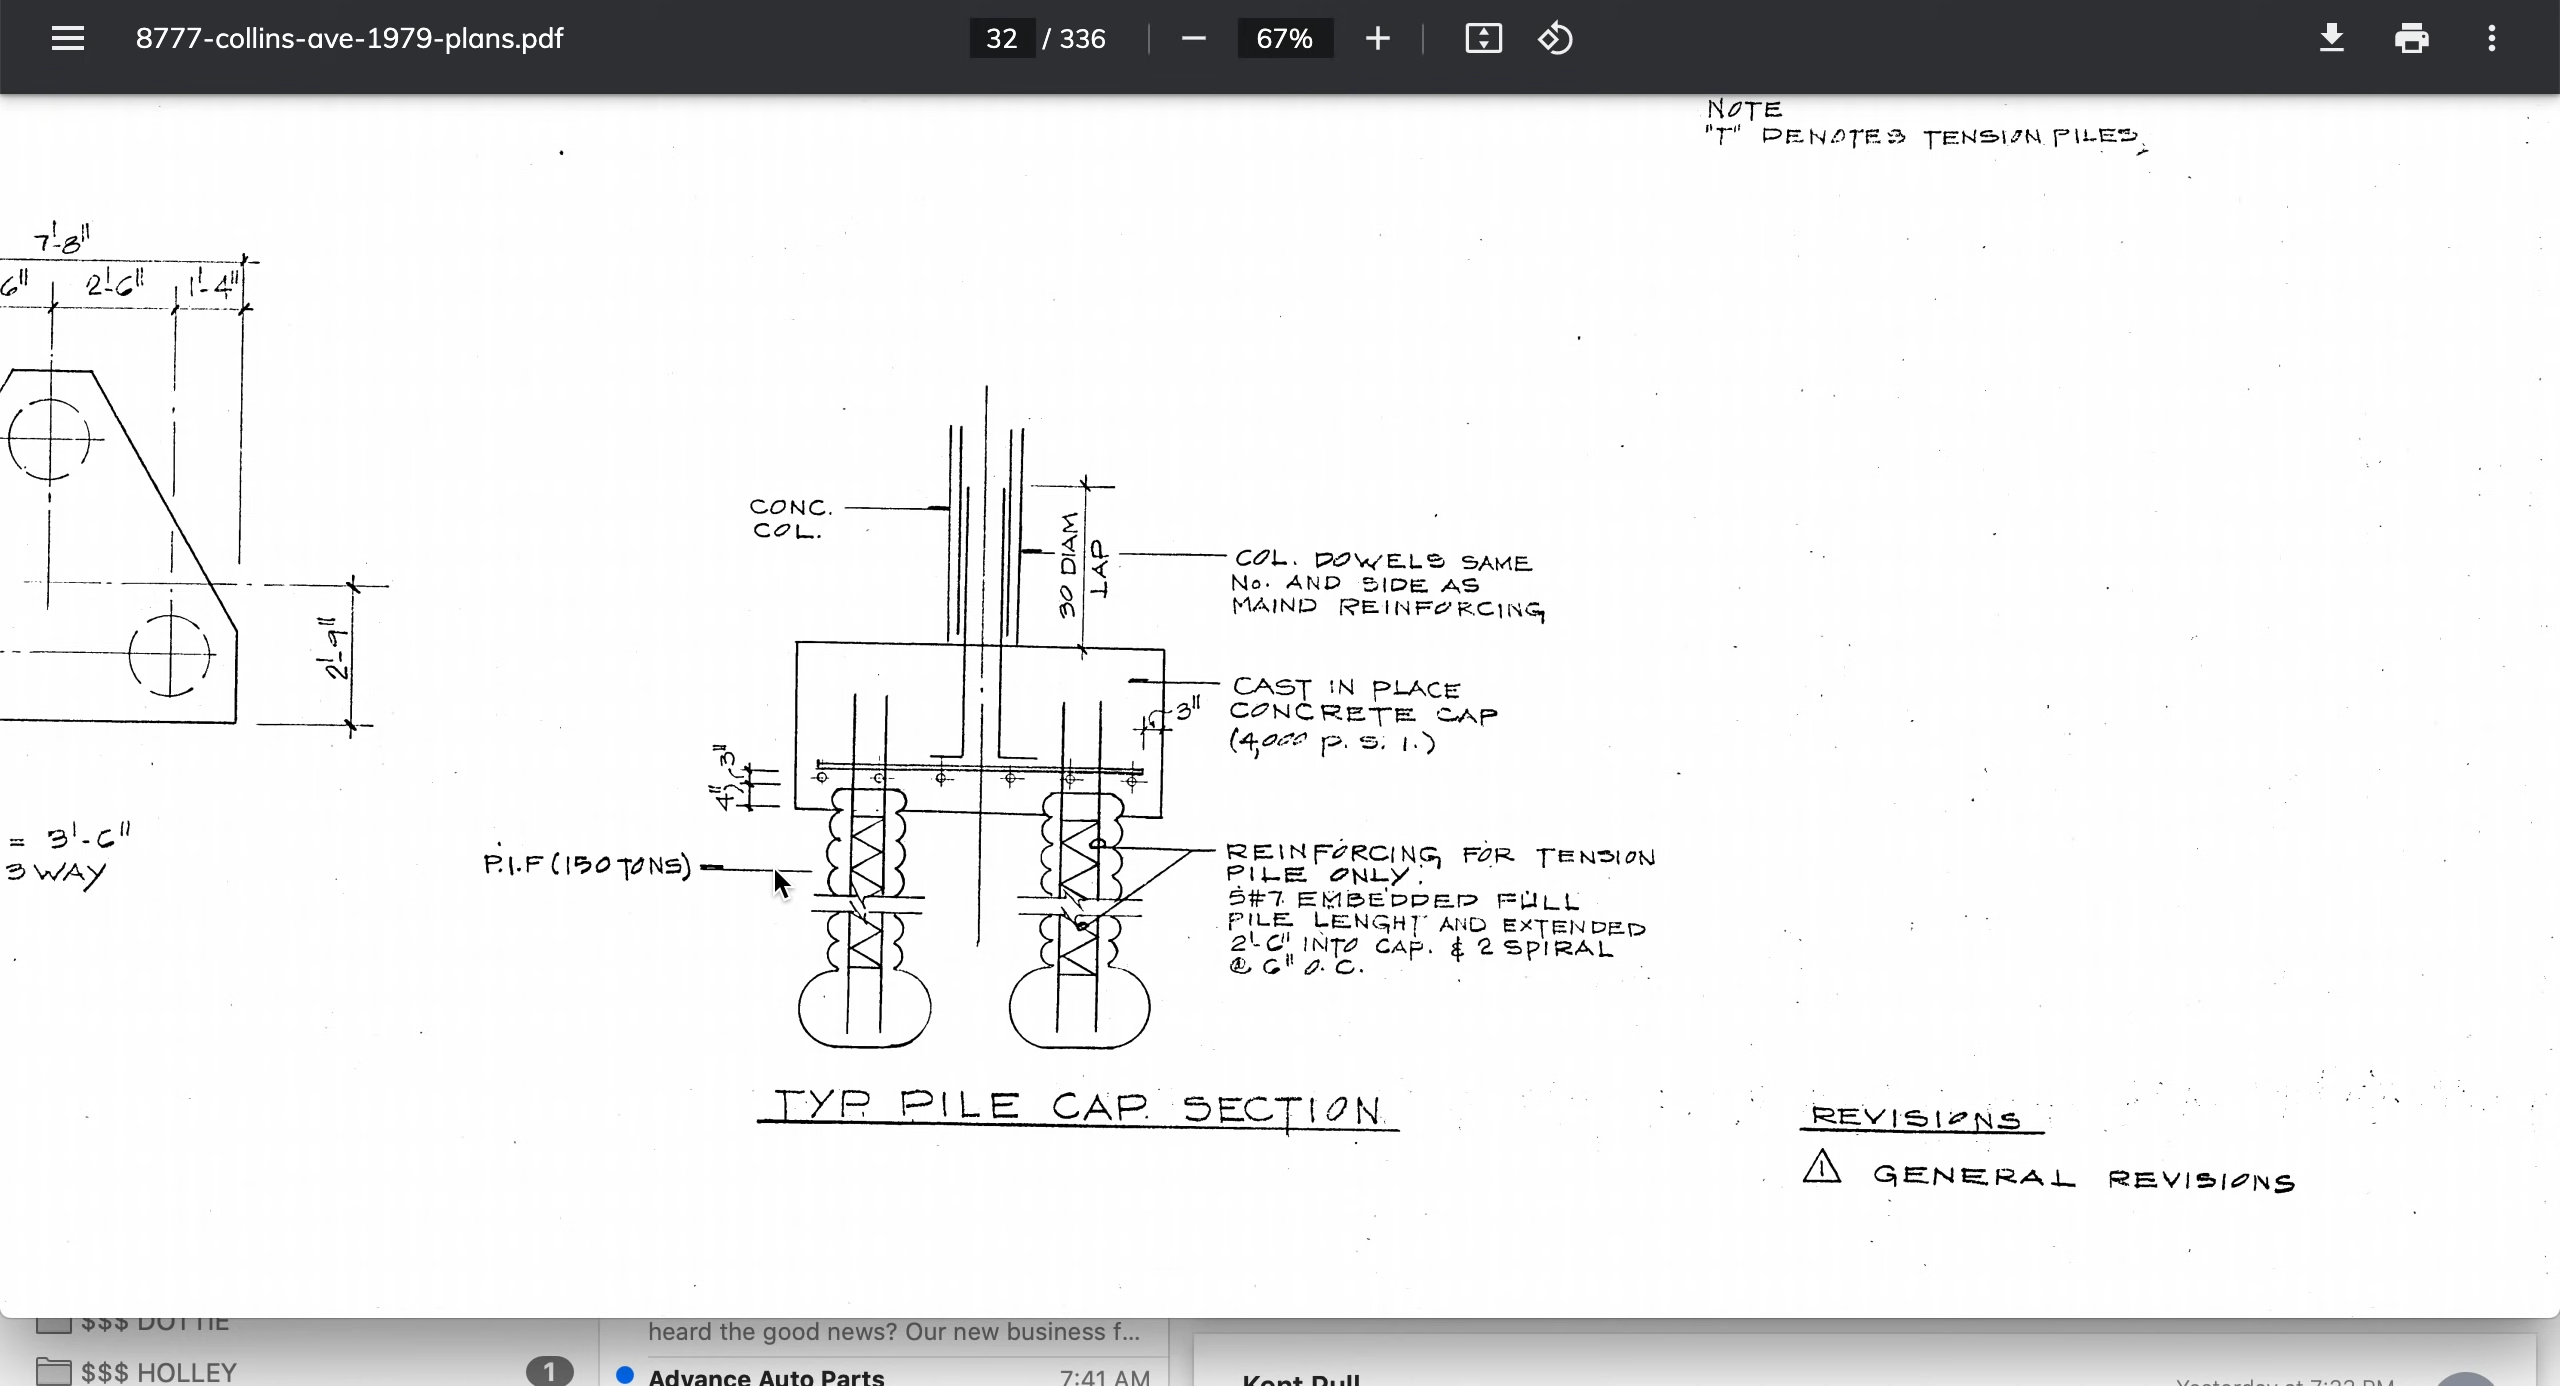 8777-collins-ave-1979-plans.pdf
32 / 336
67%
NOTE
"T" DENOTES TENSION PILES
7'-8"
6"
2'-6"
1'-4"
2'-9"
= 3'-6"
3 WAY
CONC.
COL.
30 DIAM
LAP
COL. DOWELS SAME
No. AND SIDE AS
MAIND REINFORCING
CAST IN PLACE
CONCRETE CAP
(4,000 P.S.I.)
3"
3"
4"
P.I.F (150 TONS)
REINFORCING FOR TENSION
PILE ONLY:
5#7 EMBEDDED FULL
PILE LENGHT AND EXTENDED
2'-6" INTO CAP. & 2 SPIRAL
@ 6" O.C.
TYP. PILE CAP. SECTION
REVISIONS
1 GENERAL REVISIONS
$$$ DOTTIE
$$$ HOLLEY
1
heard the good news? Our new business f...
Advance Auto Parts
7:41 AM